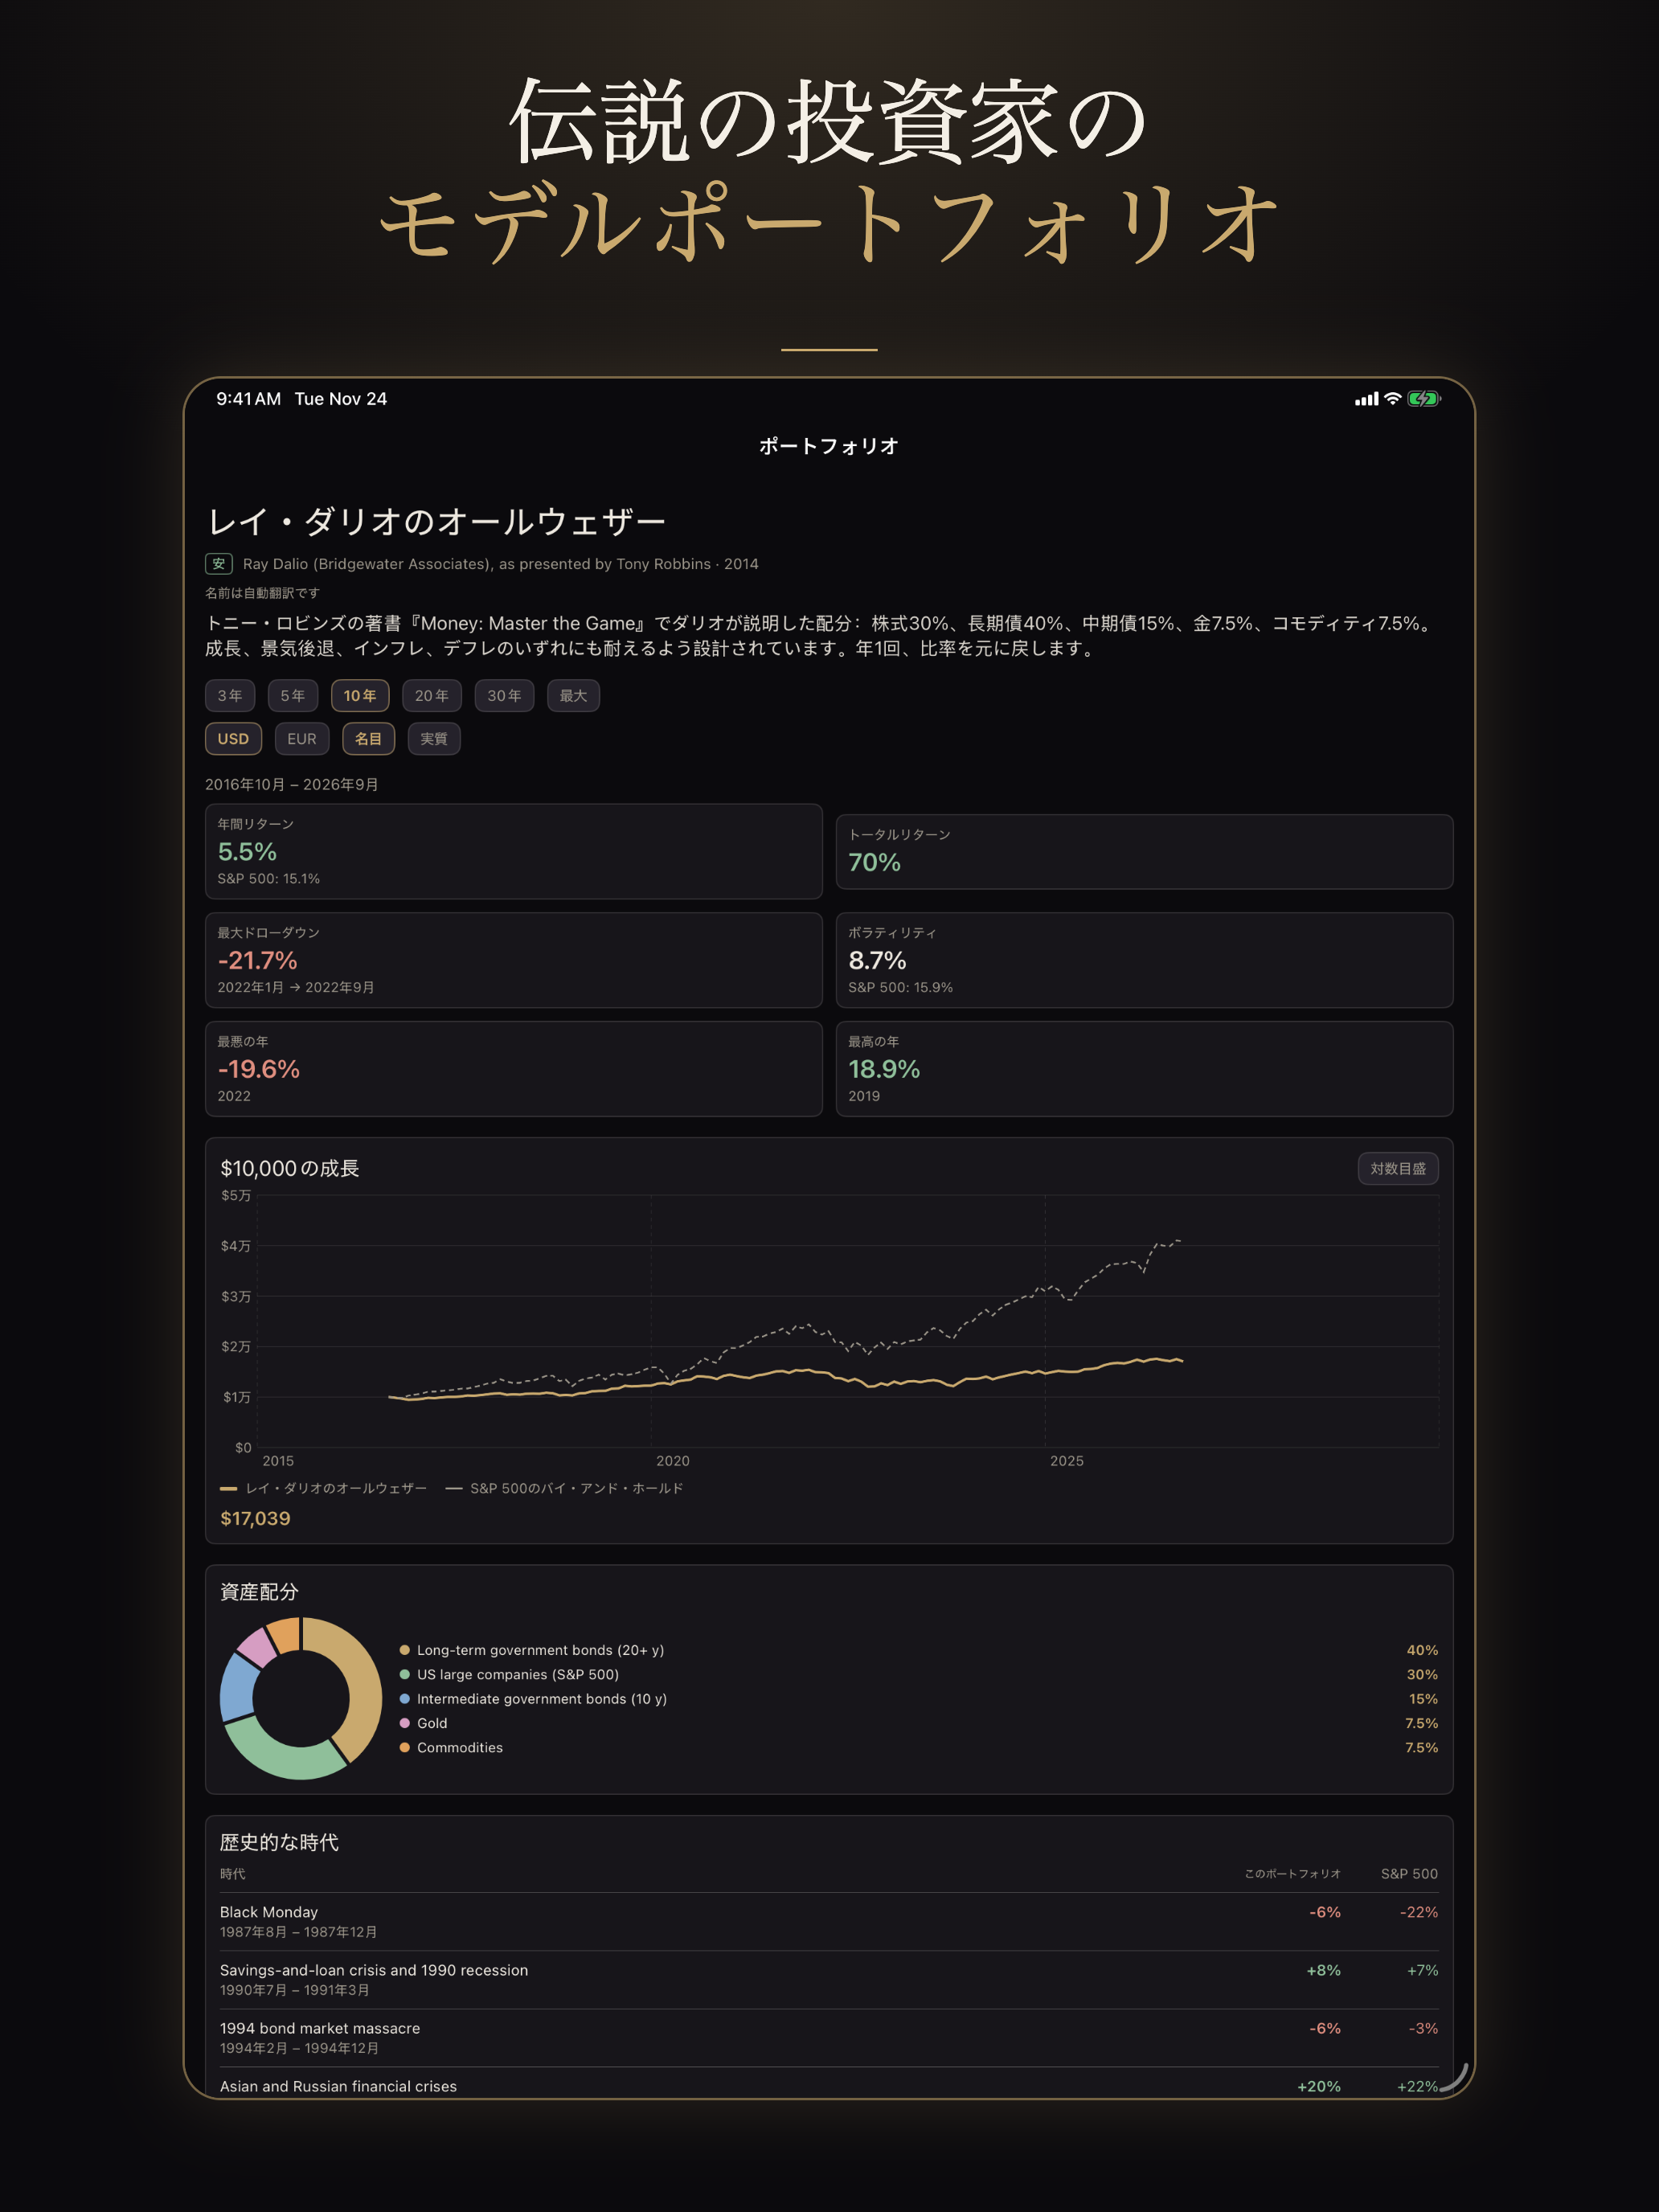 伝説の投資家の
モデルポートフォリオ
9:41 AM Tue Nov 24
ポートフォリオ
レイ・ダリオのオールウェザー
安 Ray Dalio (Bridgewater Associates), as presented by Tony Robbins · 2014
名前は自動翻訳です
トニー・ロビンズの著書『Money: Master the Game』でダリオが説明した配分：株式30%、長期債40%、中期債15%、金7.5%、コモディティ7.5%。
成長、景気後退、インフレ、デフレのいずれにも耐えるよう設計されています。年1回、比率を元に戻します。
3年 5年 10年 20年 30年 最大
USD EUR 名目 実質
2016年10月 – 2026年9月
年間リターン
5.5%
S&P 500: 15.1%
トータルリターン
70%
最大ドローダウン
-21.7%
2022年1月 → 2022年9月
ボラティリティ
8.7%
S&P 500: 15.9%
最悪の年
-19.6%
2022
最高の年
18.9%
2019
$10,000の成長
対数目盛
$5万
$4万
$3万
$2万
$1万
$0
2015 2020 2025
レイ・ダリオのオールウェザー S&P 500のバイ・アンド・ホールド
$17,039
資産配分
Long-term government bonds (20+ y) 40%
US large companies (S&P 500) 30%
Intermediate government bonds (10 y) 15%
Gold 7.5%
Commodities 7.5%
歴史的な時代
時代 このポートフォリオ S&P 500
Black Monday -6% -22%
1987年8月 – 1987年12月
Savings-and-loan crisis and 1990 recession +8% +7%
1990年7月 – 1991年3月
1994 bond market massacre -6% -3%
1994年2月 – 1994年12月
Asian and Russian financial crises +20% +22%